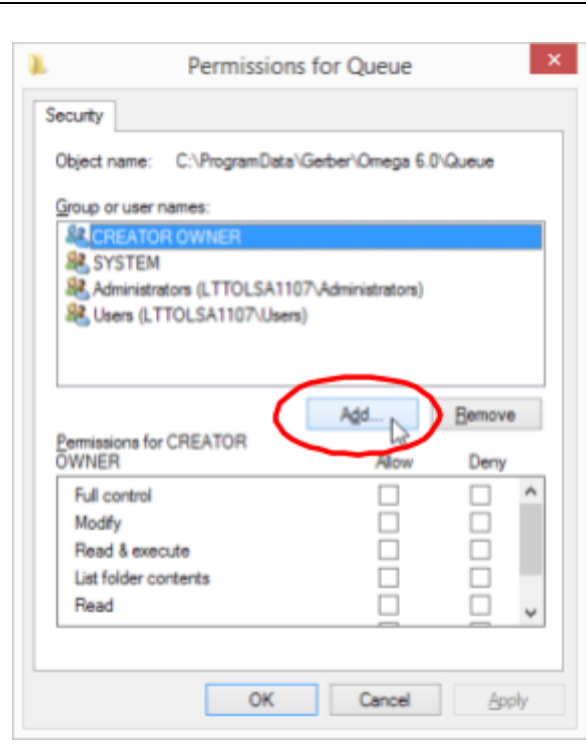 Permissions for Queue
Security
Object name: C:\ProgramData\Gerber\Omega 6.0\Queue
Group or user names:
CREATOR OWNER
SYSTEM
Administrators (LTTOLSA1107\Administrators)
Users (LTTOLSA1107\Users)
Add... Remove
Permissions for CREATOR
OWNER Allow Deny
Full control
Modify
Read & execute
List folder contents
Read
OK Cancel Apply